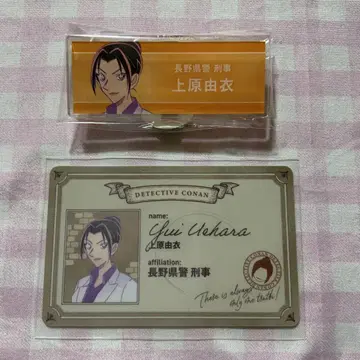 長野県警 刑事
上原由衣
DETECTIVE CONAN
name:
Yui Uehara
上原由衣
affiliation:
長野県警 刑事
There is always
only one truth!